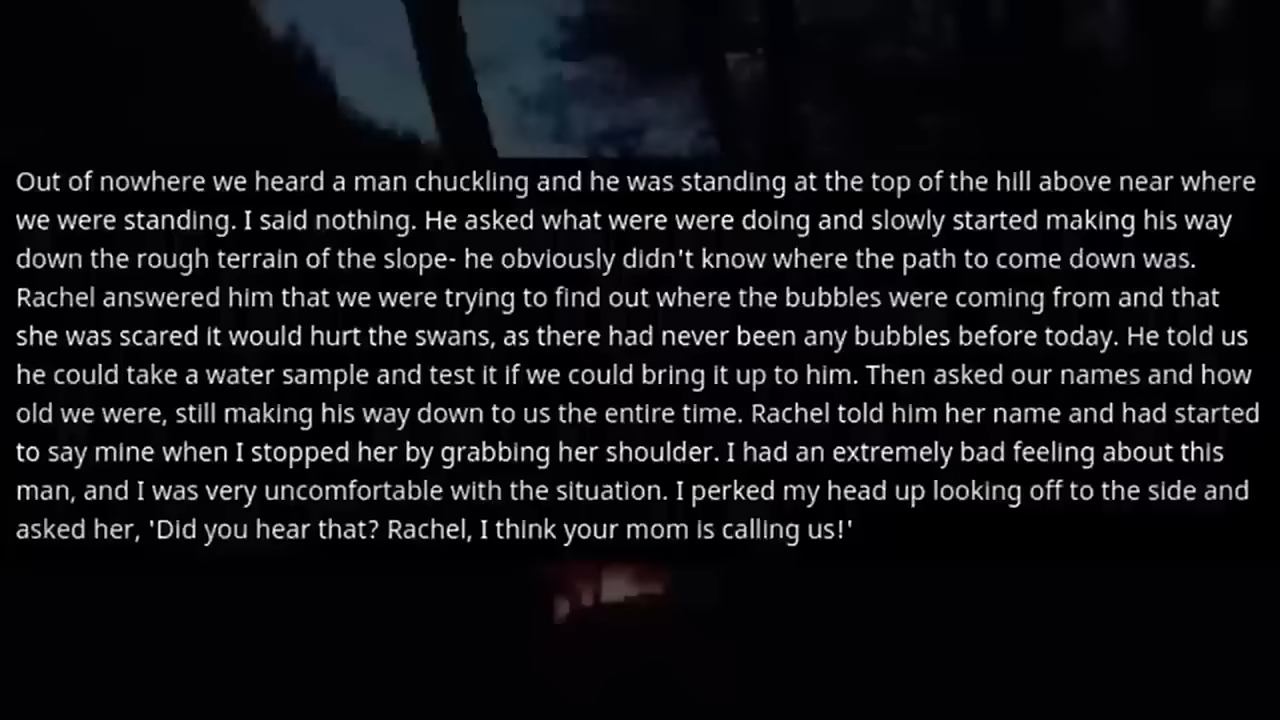 Out of nowhere we heard a man chuckling and he was standing at the top of the hill above near where
we were standing. I said nothing. He asked what were were doing and slowly started making his way
down the rough terrain of the slope- he obviously didn't know where the path to come down was.
Rachel answered him that we were trying to find out where the bubbles were coming from and that
she was scared it would hurt the swans, as there had never been any bubbles before today. He told us
he could take a water sample and test it if we could bring it up to him. Then asked our names and how
old we were, still making his way down to us the entire time. Rachel told him her name and had started
to say mine when I stopped her by grabbing her shoulder. I had an extremely bad feeling about this
man, and I was very uncomfortable with the situation. I perked my head up looking off to the side and
asked her, 'Did you hear that? Rachel, I think your mom is calling us!'